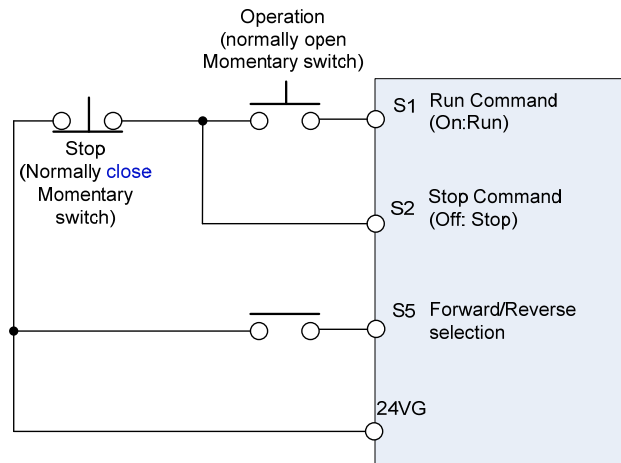 Operation
(normally open
Momentary switch)
S1 Run Command
(On:Run)
Stop
(Normally close
Momentary
switch)
S2 Stop Command
(Off: Stop)
S5 Forward/Reverse
selection
24VG